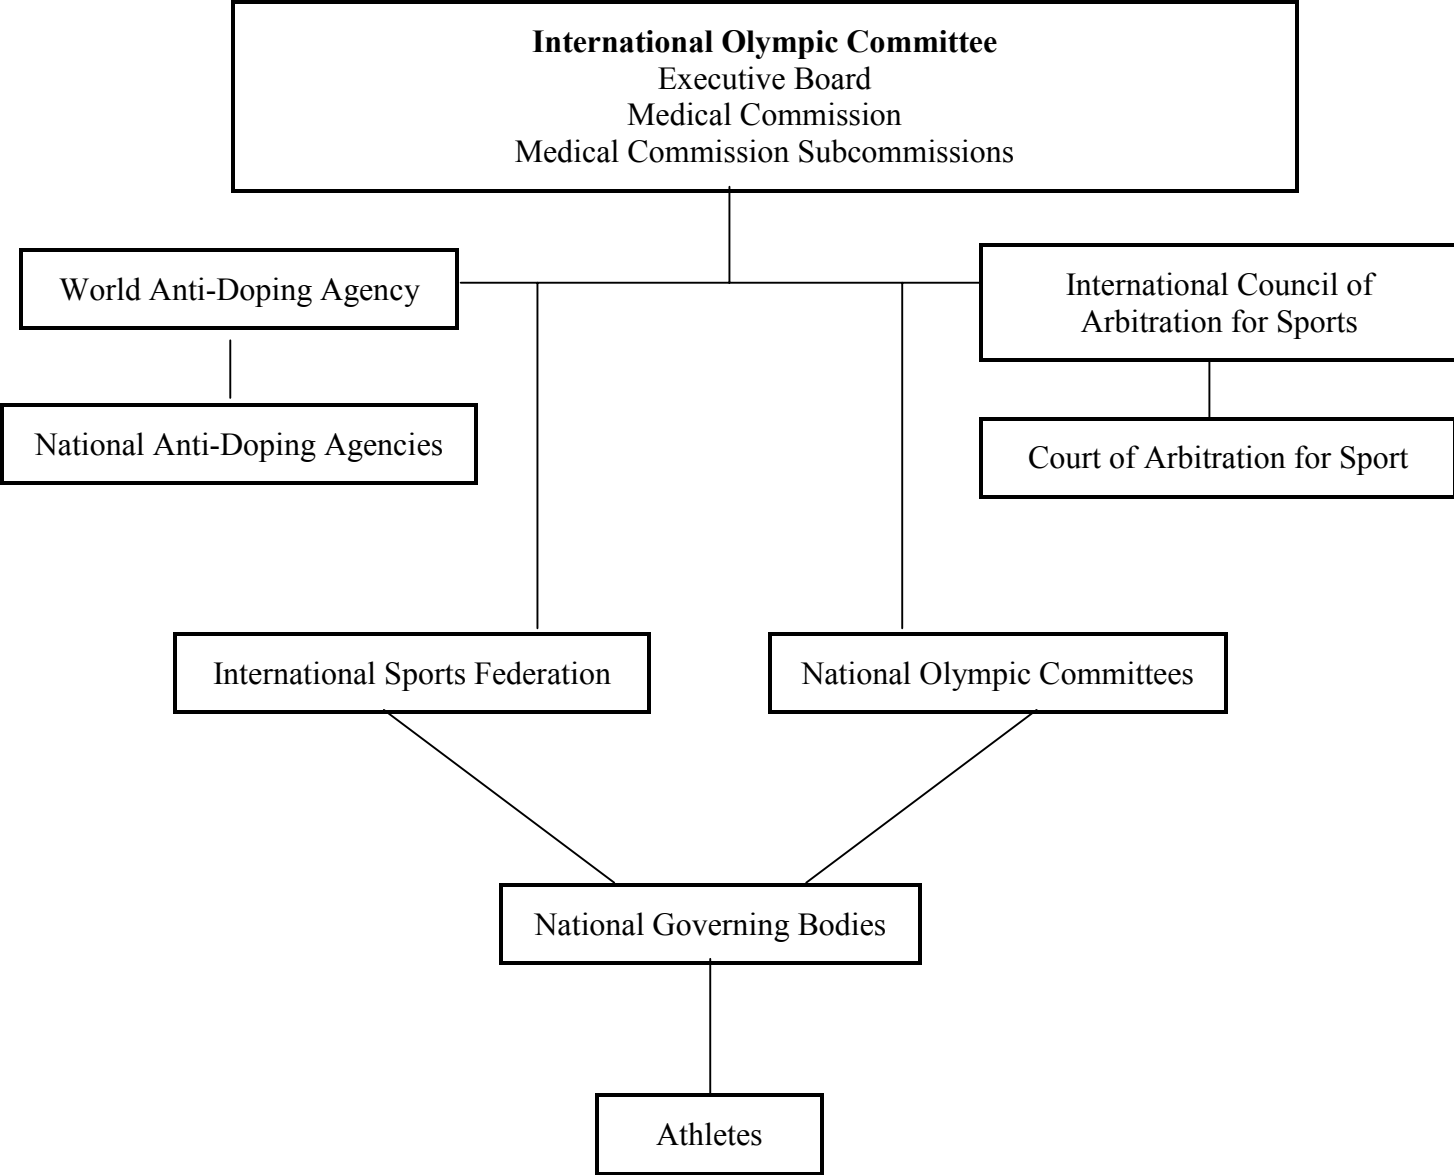 International Olympic Committee
Executive Board
Medical Commission
Medical Commission Subcommissions
World Anti-Doping Agency
International Council of
Arbitration for Sports
National Anti-Doping Agencies
Court of Arbitration for Sport
International Sports Federation
National Olympic Committees
National Governing Bodies
Athletes